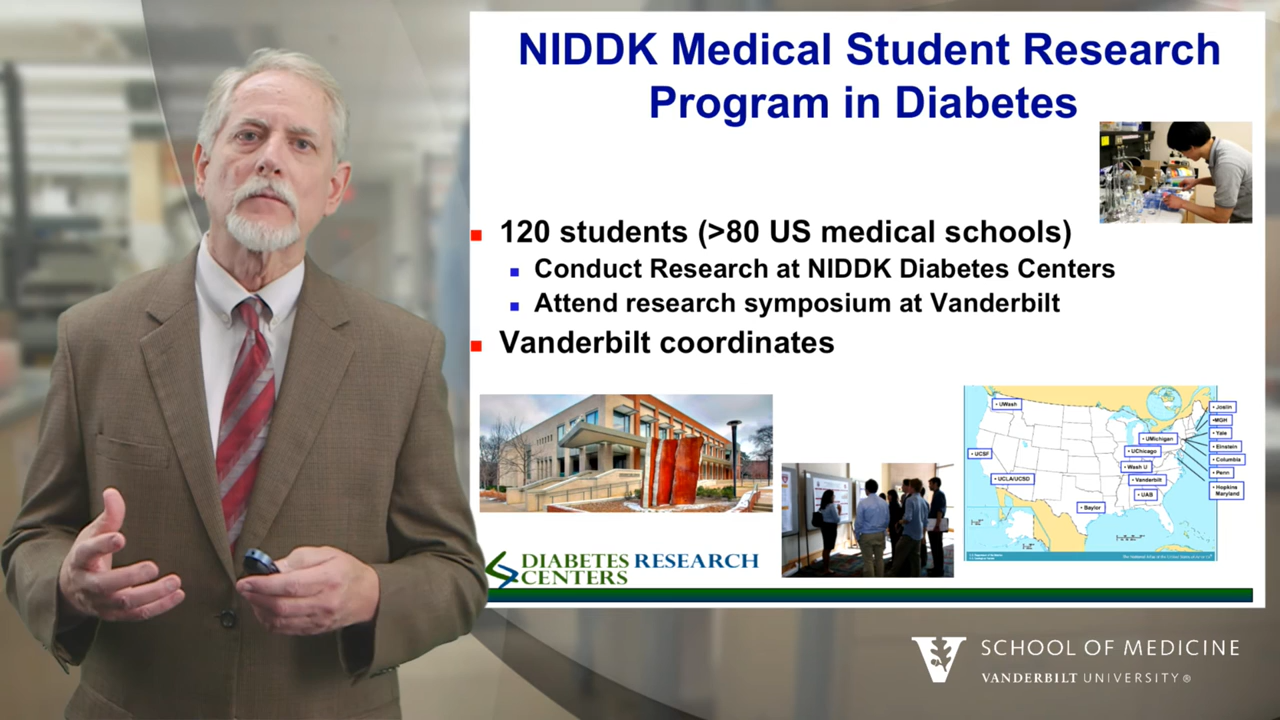 NIDDK Medical Student Research
Program in Diabetes
120 students (>80 US medical schools)
Conduct Research at NIDDK Diabetes Centers
Attend research symposium at Vanderbilt
Vanderbilt coordinates
DIABETES RESEARCH
CENTERS
• UWash
• UCSF
• UCLA/UCSD
• Baylor
• UMichigan
• UChicago
• Wash U
• Vanderbilt
• UAB
• Joslin
•MGH
• Yale
• Einstein
• Columbia
• Penn
• Hopkins
Maryland
V SCHOOL OF MEDICINE
VANDERBILT UNIVERSITY®